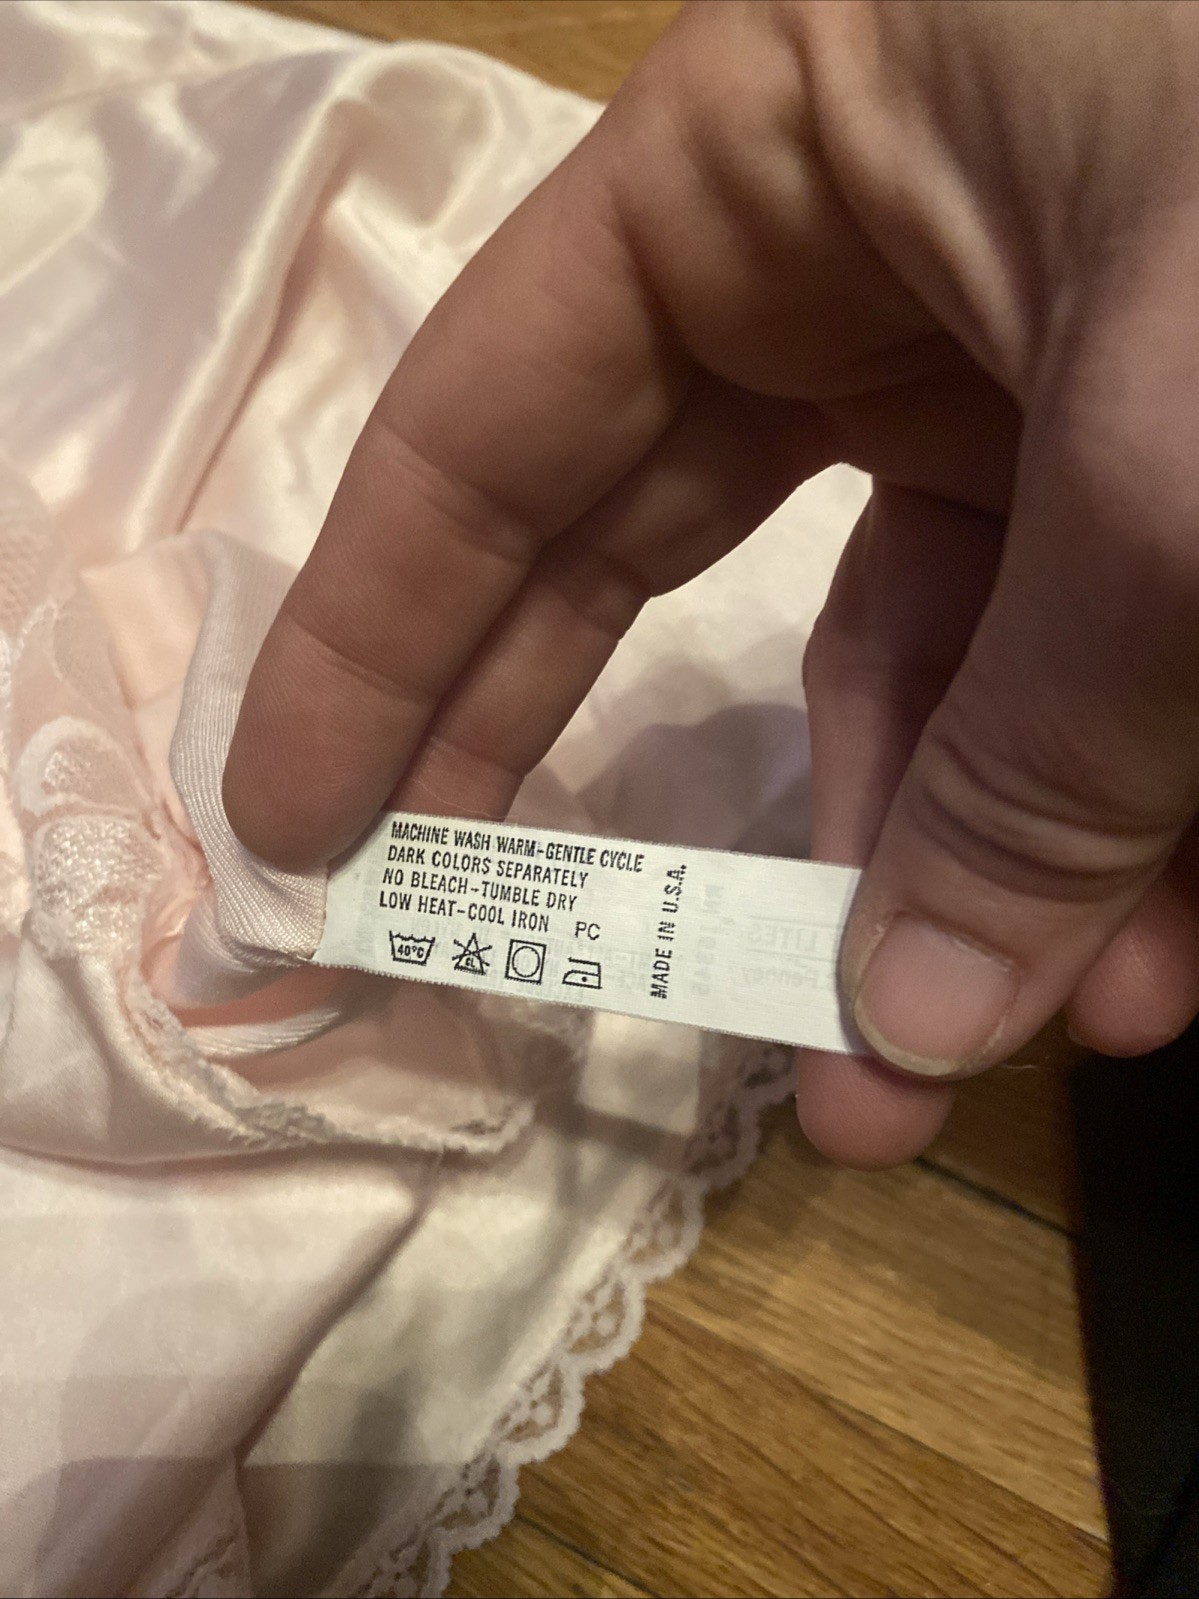 MACHINE WASH WARM-GENTLE CYCLE
DARK COLORS SEPARATELY
NO BLEACH-TUMBLE DRY
LOW HEAT-COOL IRON PC
40°C CL
MADE IN U.S.A.